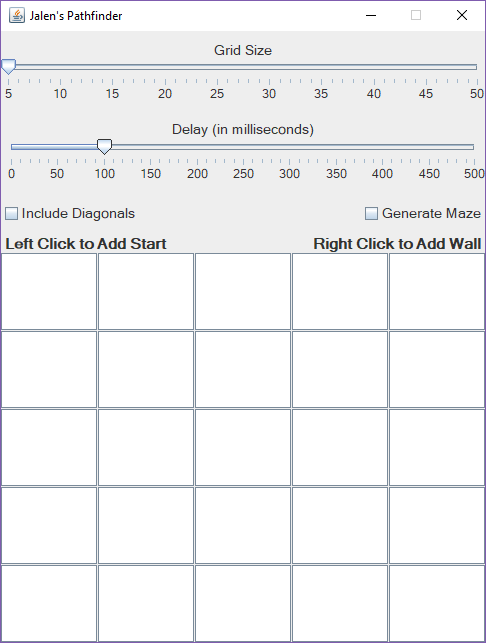 Jalen's Pathfinder
Grid Size
5 10 15 20 25 30 35 40 45 50
Delay (in milliseconds)
0 50 100 150 200 250 300 350 400 450 500
Include Diagonals Generate Maze
Left Click to Add Start Right Click to Add Wall